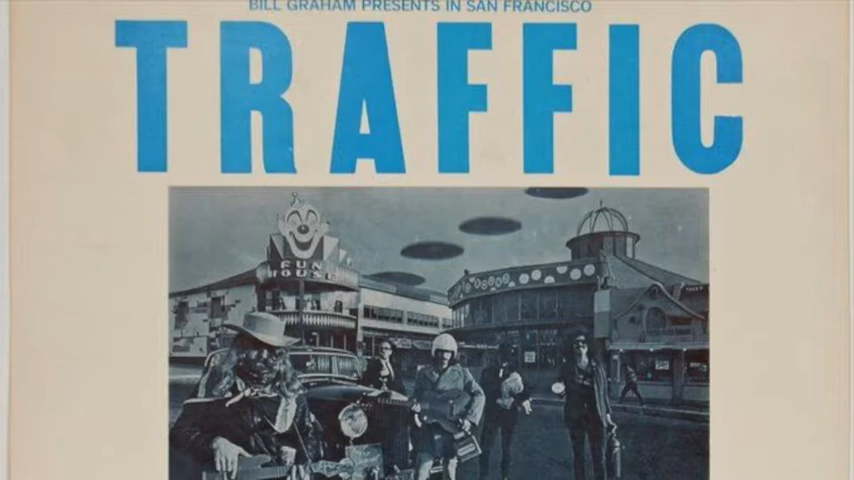 BILL GRAHAM PRESENTS IN SAN FRANCISCO
TRAFFIC
FUN
HOUSE